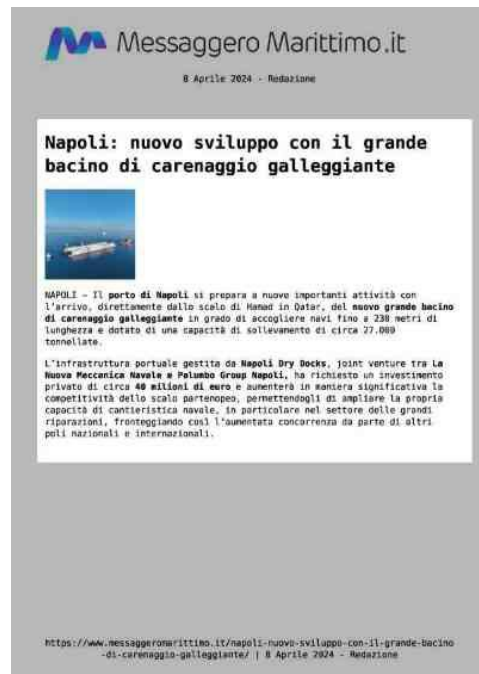 Messaggero Marittimo.it
8 Aprile 2024 - Redazione
Napoli: nuovo sviluppo con il grande
bacino di carenaggio galleggiante
NAPOLI – Il porto di Napoli si prepara a nuove importanti attività con
l'arrivo, direttamente dallo scalo di Hamad in Qatar, del nuovo grande bacino
di carenaggio galleggiante in grado di accogliere navi fino a 230 metri di
lunghezza e dotato di una capacità di sollevamento di circa 27.000
tonnellate.
L'infrastruttura portuale gestita da Napoli Dry Docks, joint venture tra La
Nuova Meccanica Navale e Palumbo Group Napoli, ha richiesto un investimento
privato di circa 40 milioni di euro e aumenterà in maniera significativa la
competitività dello scalo partenopeo, permettendogli di ampliare la propria
capacità di cantieristica navale, in particolare nel settore delle grandi
riparazioni, fronteggiando così l'aumentata concorrenza da parte di altri
poli nazionali e internazionali.
https://www.messaggeromarittimo.it/napoli-nuovo-sviluppo-con-il-grande-bacino
-di-carenaggio-galleggiante/ | 8 Aprile 2024 - Redazione